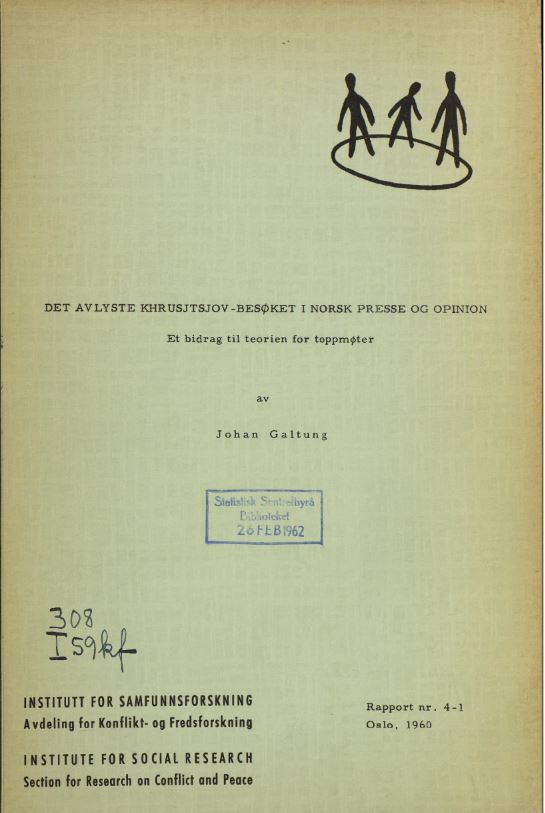 DET AVLYSTE KHRUSJTSJOV-BESØKET I NORSK PRESSE OG OPINION
Et bidrag til teorien for toppmøter
av
Johan Galtung
Statistisk Sentralbyrå
Biblioteket
26 FEB 1962
308
I59kf
INSTITUTT FOR SAMFUNNSFORSKNING
Avdeling for Konflikt- og Fredsforskning
Rapport nr. 4-1
Oslo, 1960
INSTITUTE FOR SOCIAL RESEARCH
Section for Research on Conflict and Peace